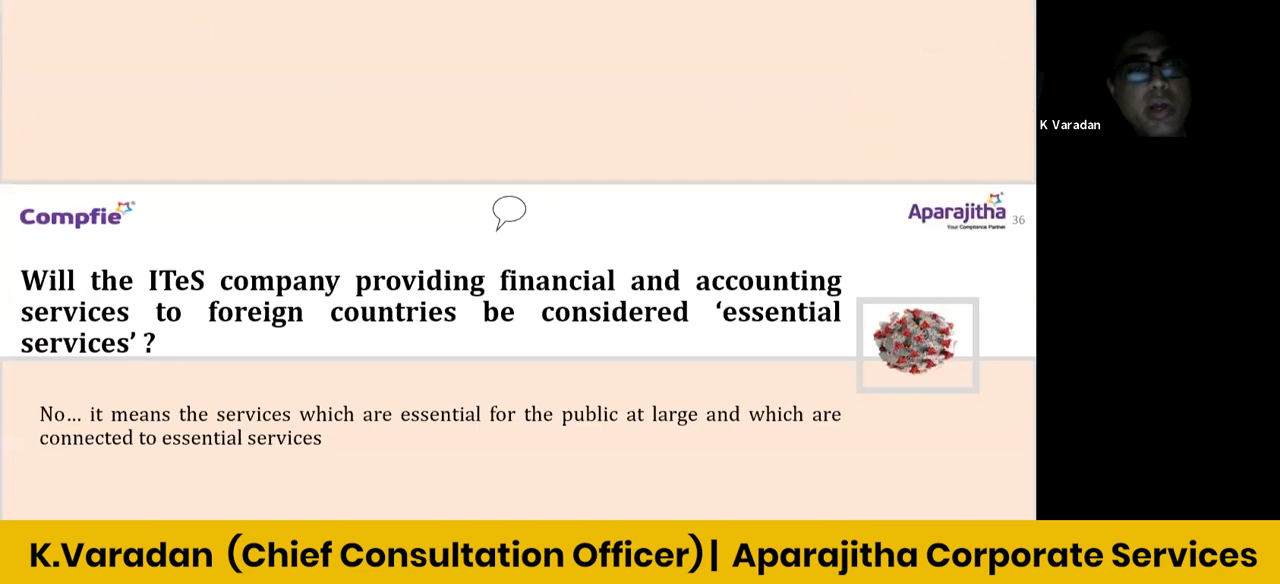 K Varadan
Compfie
Aparajitha
Your Compliance Partner
36
Will the ITeS company providing financial and accounting
services to foreign countries be considered ‘essential
services’ ?
No... it means the services which are essential for the public at large and which are
connected to essential services
K.Varadan (Chief Consultation Officer) | Aparajitha Corporate Services